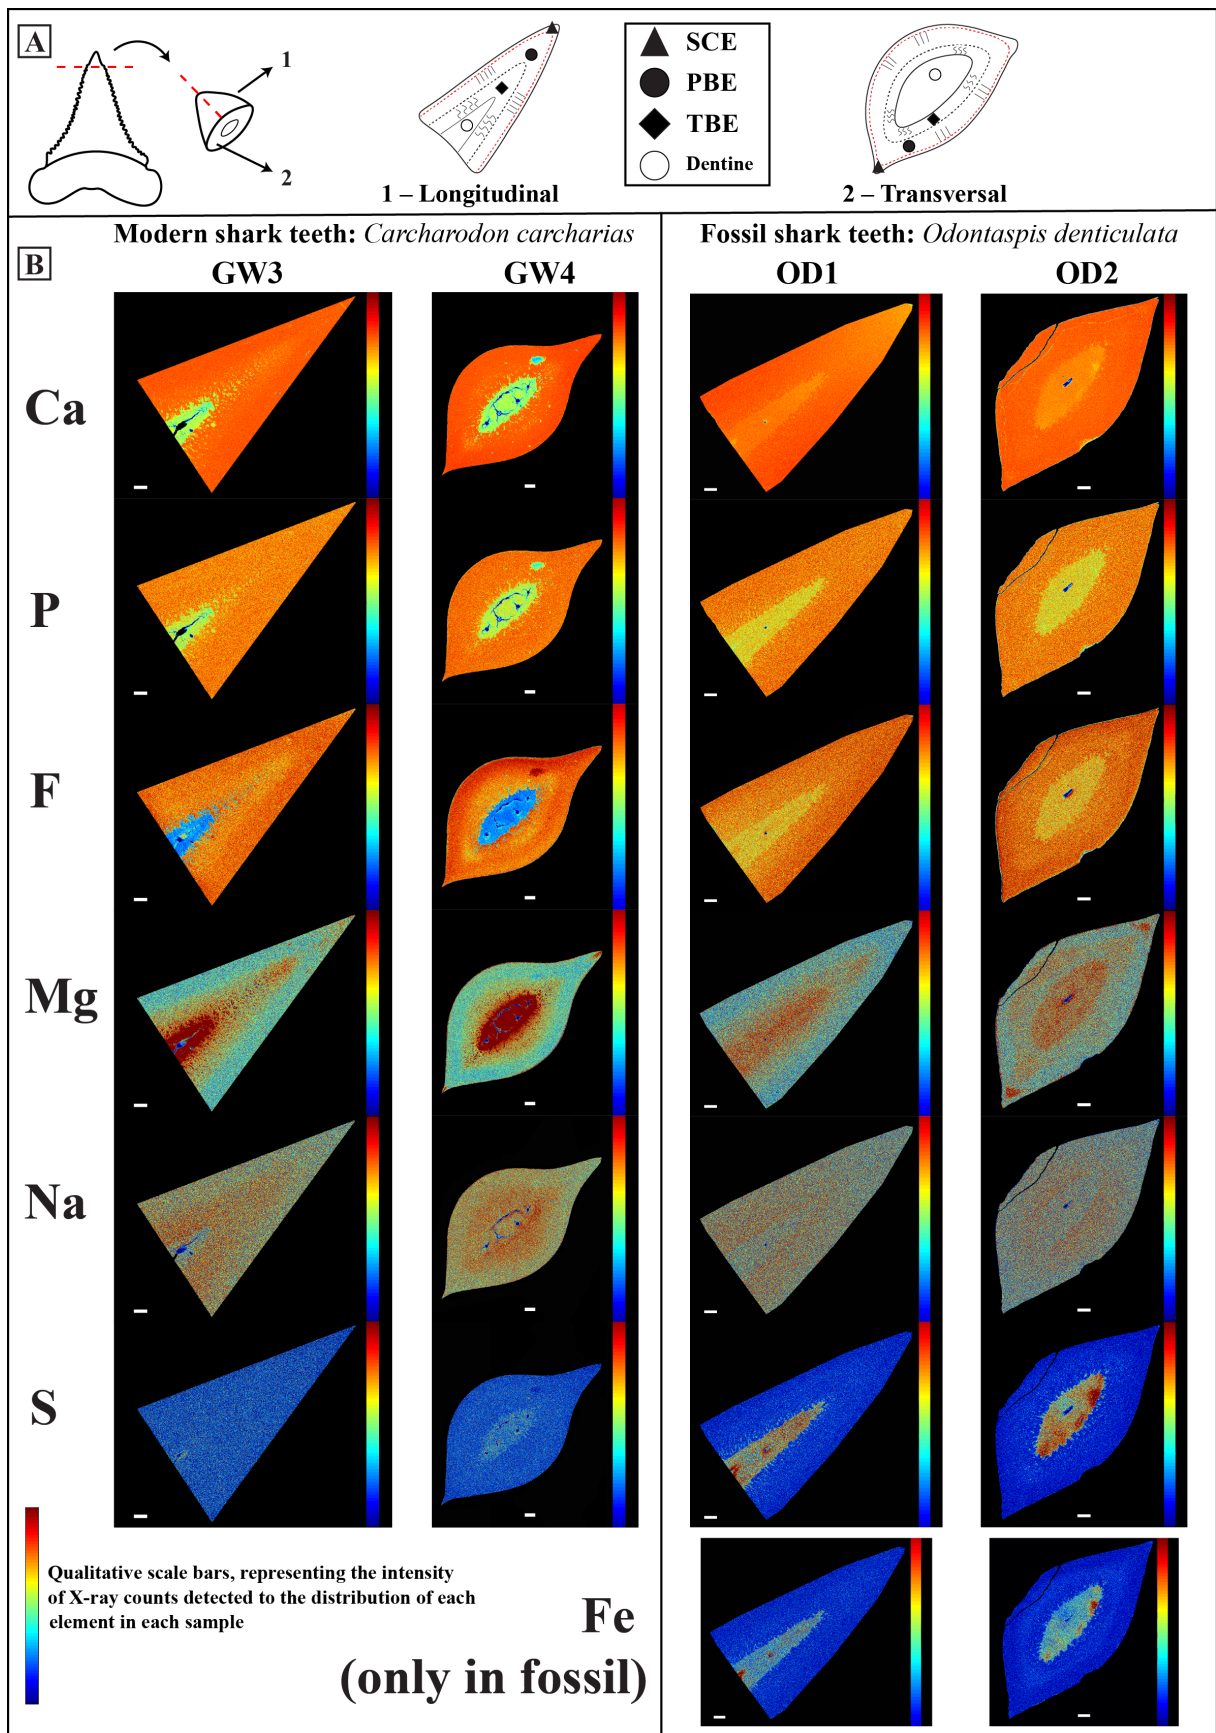 A
1
2
1 – Longitudinal
SCE
PBE
TBE
Dentine
2 – Transversal
B
Modern shark teeth: Carcharodon carcharias
GW3
GW4
Fossil shark teeth: Odontaspis denticulata
OD1
OD2
Ca
P
F
Mg
Na
S
Qualitative scale bars, representing the intensity
of X-ray counts detected to the distribution of each
element in each sample
Fe
(only in fossil)